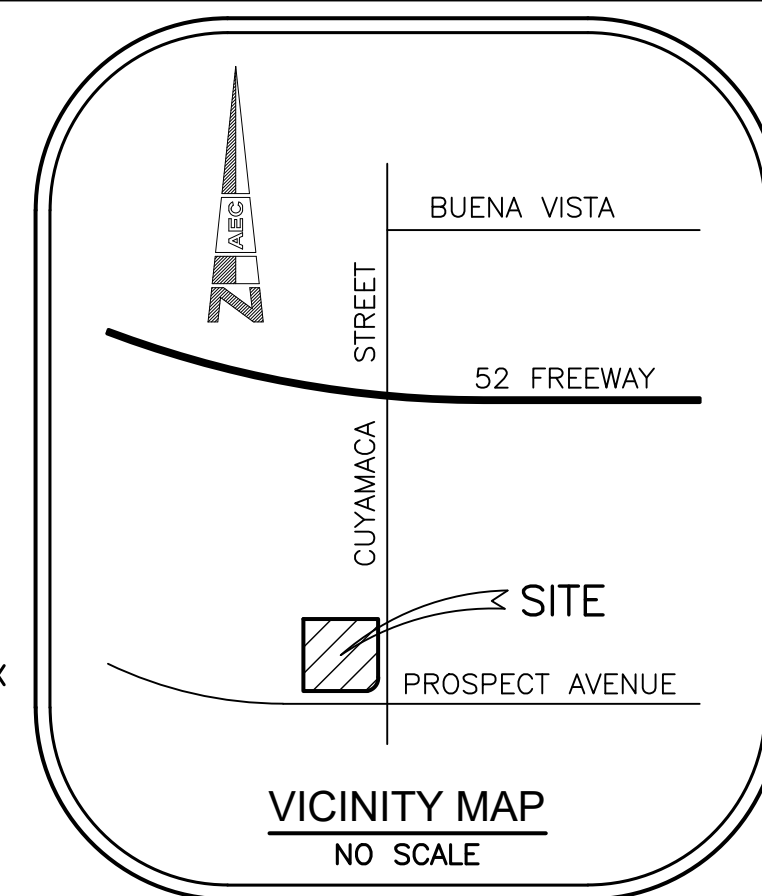 AEC
N
BUENA VISTA
CUYAMACA STREET
52 FREEWAY
SITE
X
PROSPECT AVENUE
VICINITY MAP
NO SCALE